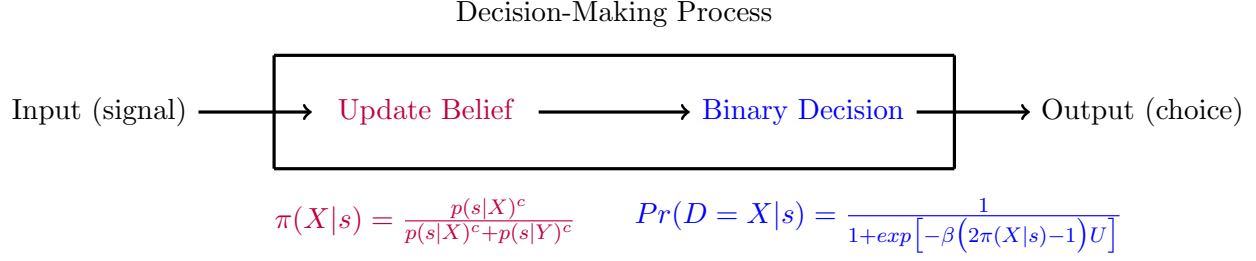 Decision-Making Process
Input (signal) Update Belief Binary Decision Output (choice)
π(X|s) = p(s|X)^c / p(s|X)^c+p(s|Y)^c Pr(D = X|s) = 1 / 1+exp[−β(2π(X|s)−1)U]